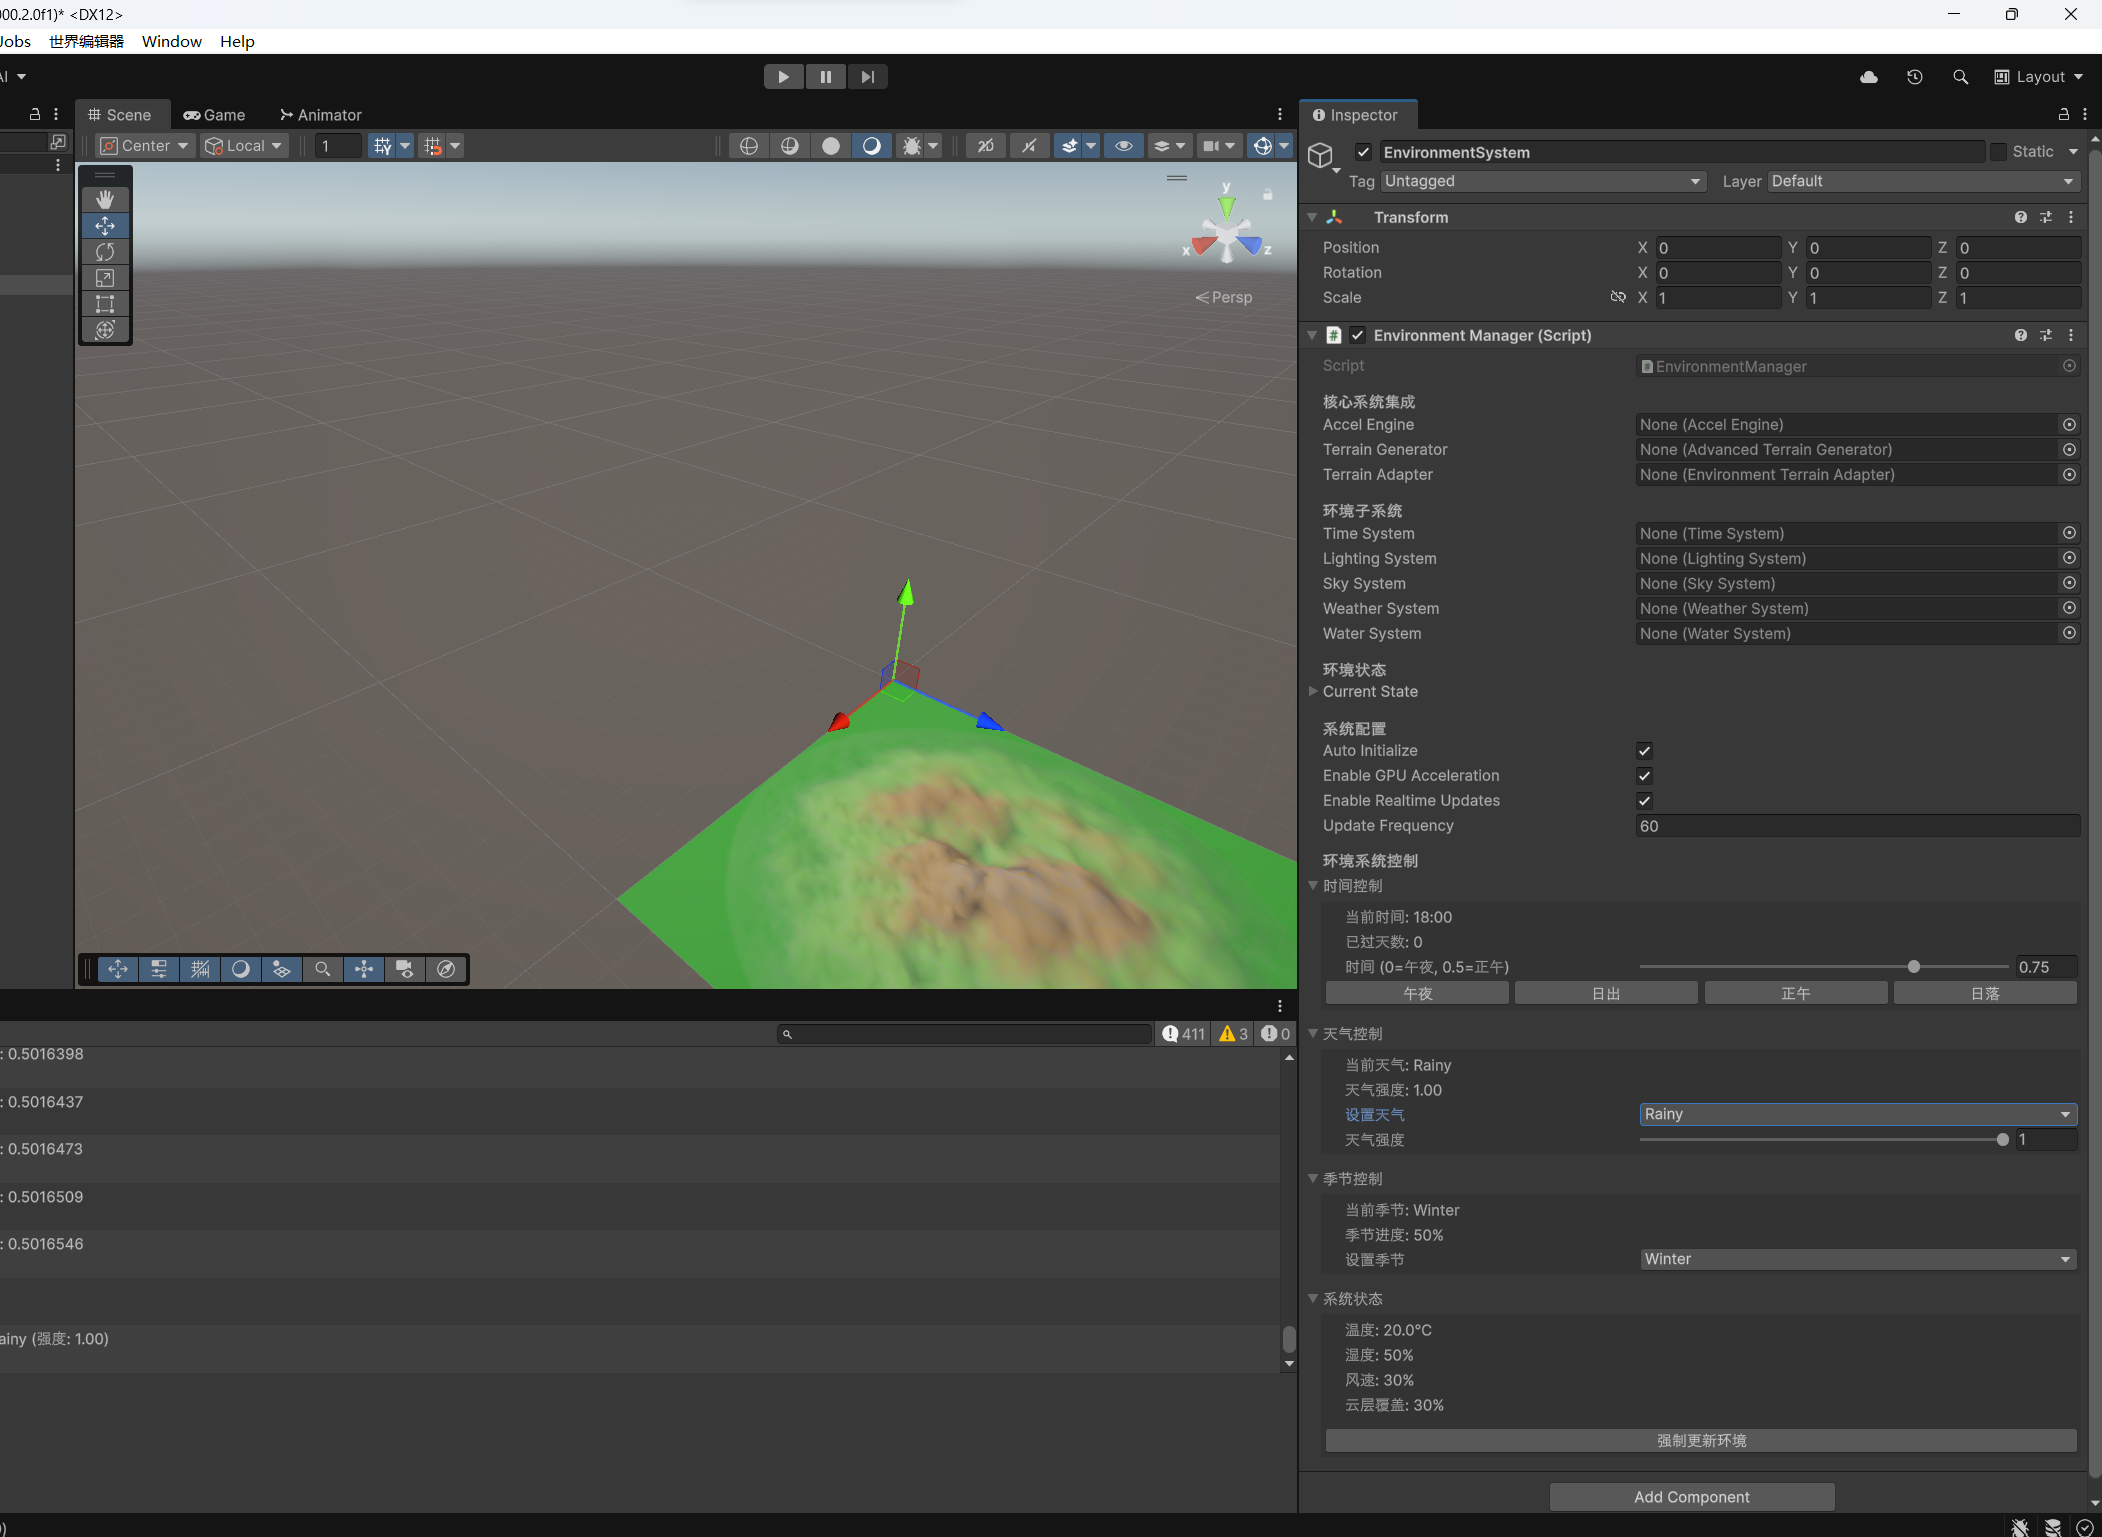 000.2.0f1)* <DX12>
Jobs 世界编辑器 Window Help
AI
Layout
Scene Game Animator
Center Local 1
2D
y
x z
Persp
411 3 0
: 0.5016398
: 0.5016437
: 0.5016473
: 0.5016509
: 0.5016546
ainy (强度: 1.00)
Inspector
EnvironmentSystem Static
Tag Untagged Layer Default
Transform
Position X 0 Y 0 Z 0
Rotation X 0 Y 0 Z 0
Scale X 1 Y 1 Z 1
Environment Manager (Script)
Script EnvironmentManager
核心系统集成
Accel Engine None (Accel Engine)
Terrain Generator None (Advanced Terrain Generator)
Terrain Adapter None (Environment Terrain Adapter)
环境子系统
Time System None (Time System)
Lighting System None (Lighting System)
Sky System None (Sky System)
Weather System None (Weather System)
Water System None (Water System)
环境状态
Current State
系统配置
Auto Initialize
Enable GPU Acceleration
Enable Realtime Updates
Update Frequency 60
环境系统控制
时间控制
当前时间: 18:00
已过天数: 0
时间 (0=午夜, 0.5=正午) 0.75
午夜 日出 正午 日落
天气控制
当前天气: Rainy
天气强度: 1.00
设置天气 Rainy
天气强度 1
季节控制
当前季节: Winter
季节进度: 50%
设置季节 Winter
系统状态
温度: 20.0°C
湿度: 50%
风速: 30%
云层覆盖: 30%
强制更新环境
Add Component